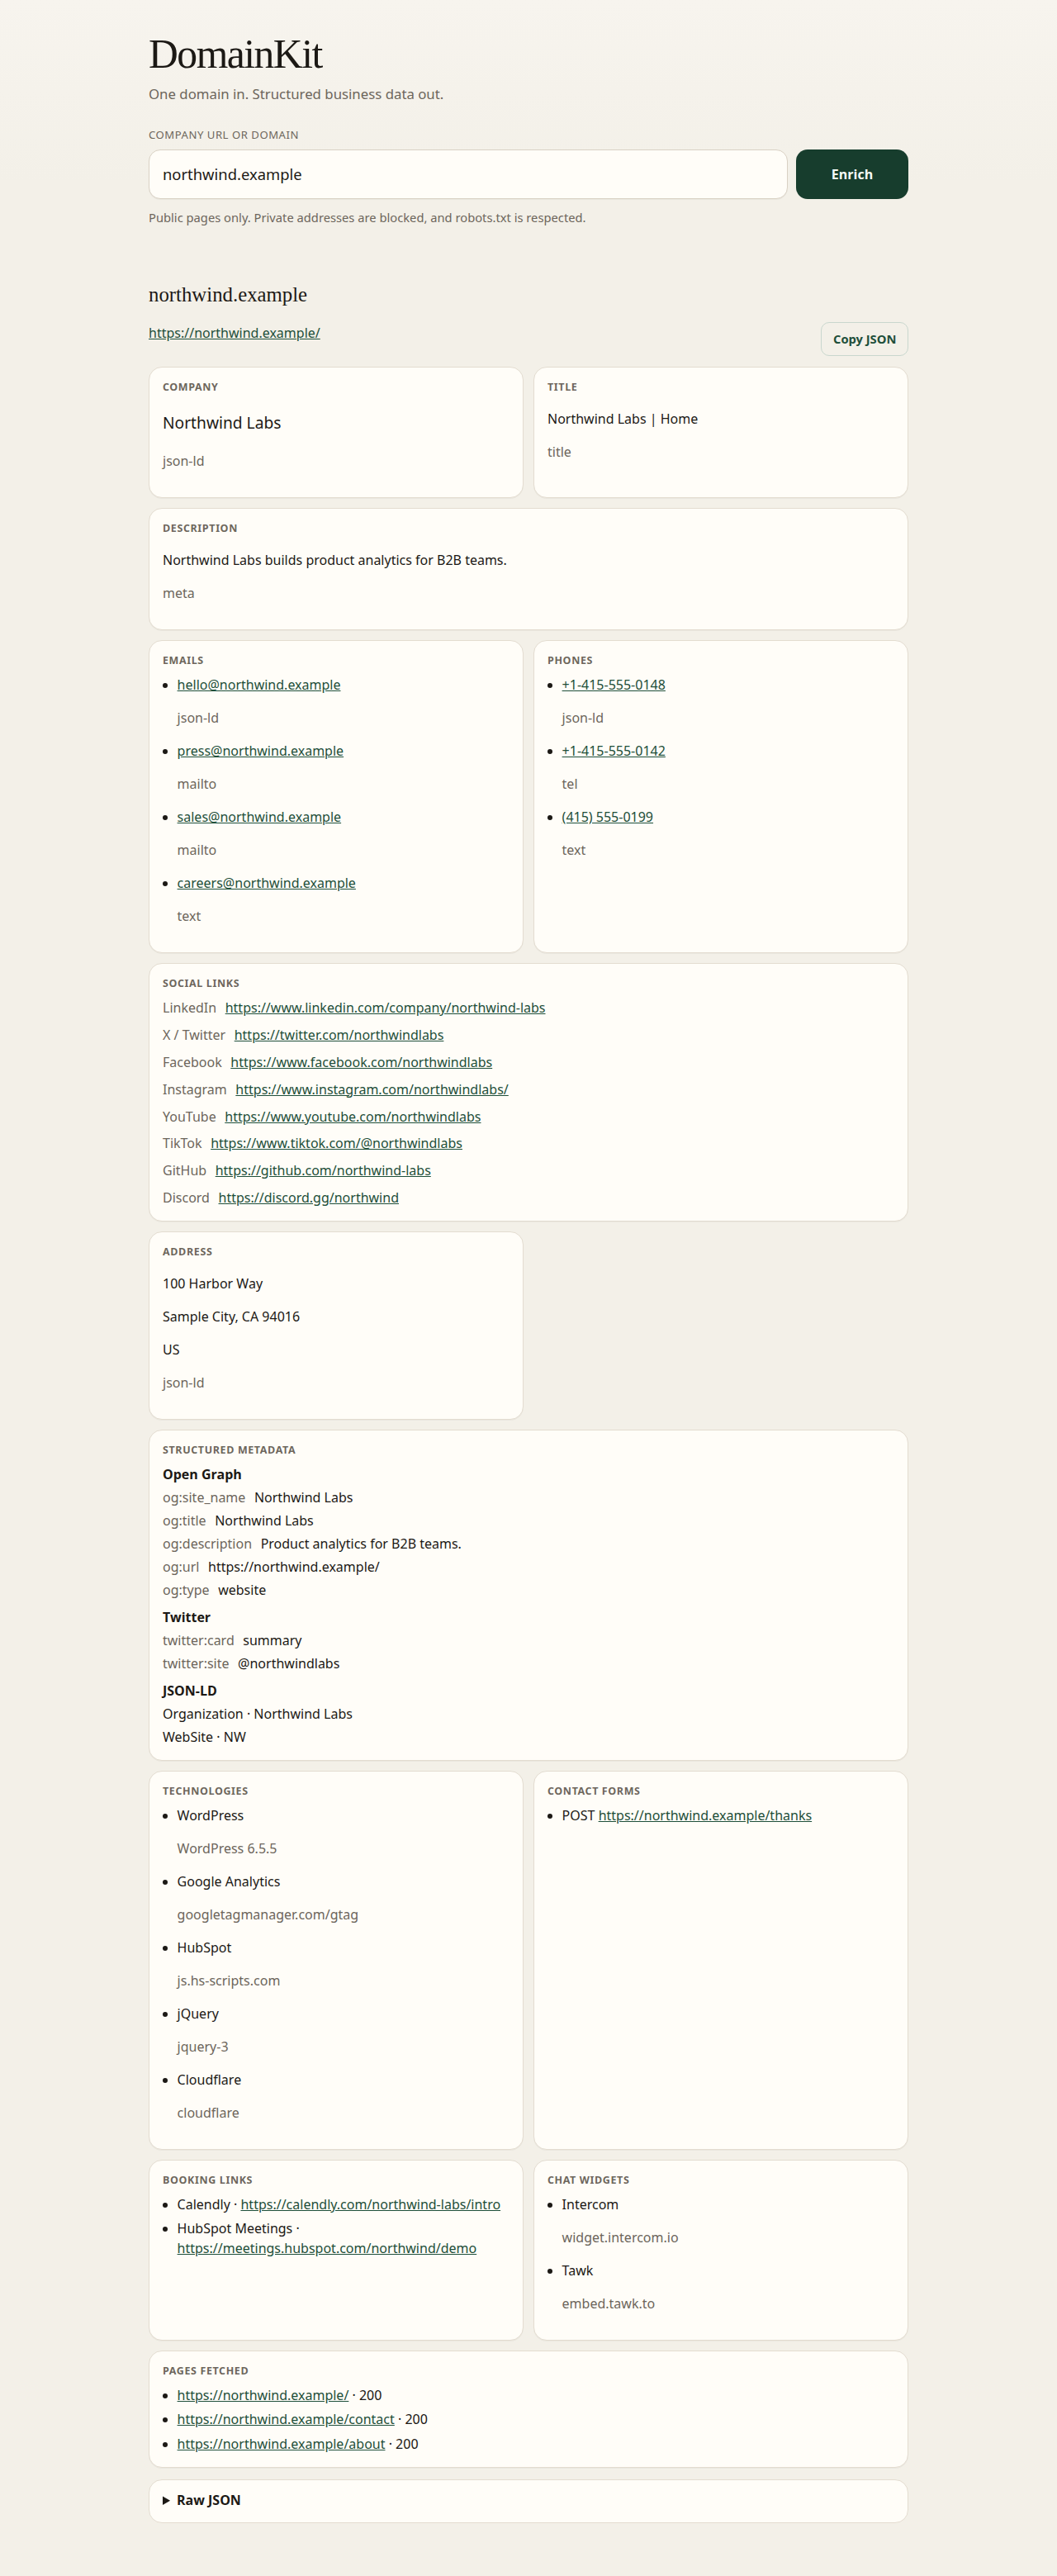 DomainKit
One domain in. Structured business data out.
COMPANY URL OR DOMAIN
northwind.example
Enrich
Public pages only. Private addresses are blocked, and robots.txt is respected.
northwind.example
https://northwind.example/
Copy JSON
COMPANY
Northwind Labs
json-ld
TITLE
Northwind Labs | Home
title
DESCRIPTION
Northwind Labs builds product analytics for B2B teams.
meta
EMAILS
hello@northwind.example
json-ld
press@northwind.example
mailto
sales@northwind.example
mailto
careers@northwind.example
text
PHONES
+1-415-555-0148
json-ld
+1-415-555-0142
tel
(415) 555-0199
text
SOCIAL LINKS
LinkedIn https://www.linkedin.com/company/northwind-labs
X / Twitter https://twitter.com/northwindlabs
Facebook https://www.facebook.com/northwindlabs
Instagram https://www.instagram.com/northwindlabs/
YouTube https://www.youtube.com/northwindlabs
TikTok https://www.tiktok.com/@northwindlabs
GitHub https://github.com/northwind-labs
Discord https://discord.gg/northwind
ADDRESS
100 Harbor Way
Sample City, CA 94016
US
json-ld
STRUCTURED METADATA
Open Graph
og:site_name Northwind Labs
og:title Northwind Labs
og:description Product analytics for B2B teams.
og:url https://northwind.example/
og:type website
Twitter
twitter:card summary
twitter:site @northwindlabs
JSON-LD
Organization · Northwind Labs
WebSite · NW
TECHNOLOGIES
WordPress
WordPress 6.5.5
Google Analytics
googletagmanager.com/gtag
HubSpot
js.hs-scripts.com
jQuery
jquery-3
Cloudflare
cloudflare
CONTACT FORMS
POST https://northwind.example/thanks
BOOKING LINKS
Calendly · https://calendly.com/northwind-labs/intro
HubSpot Meetings ·
https://meetings.hubspot.com/northwind/demo
CHAT WIDGETS
Intercom
widget.intercom.io
Tawk
embed.tawk.to
PAGES FETCHED
https://northwind.example/ · 200
https://northwind.example/contact · 200
https://northwind.example/about · 200
Raw JSON